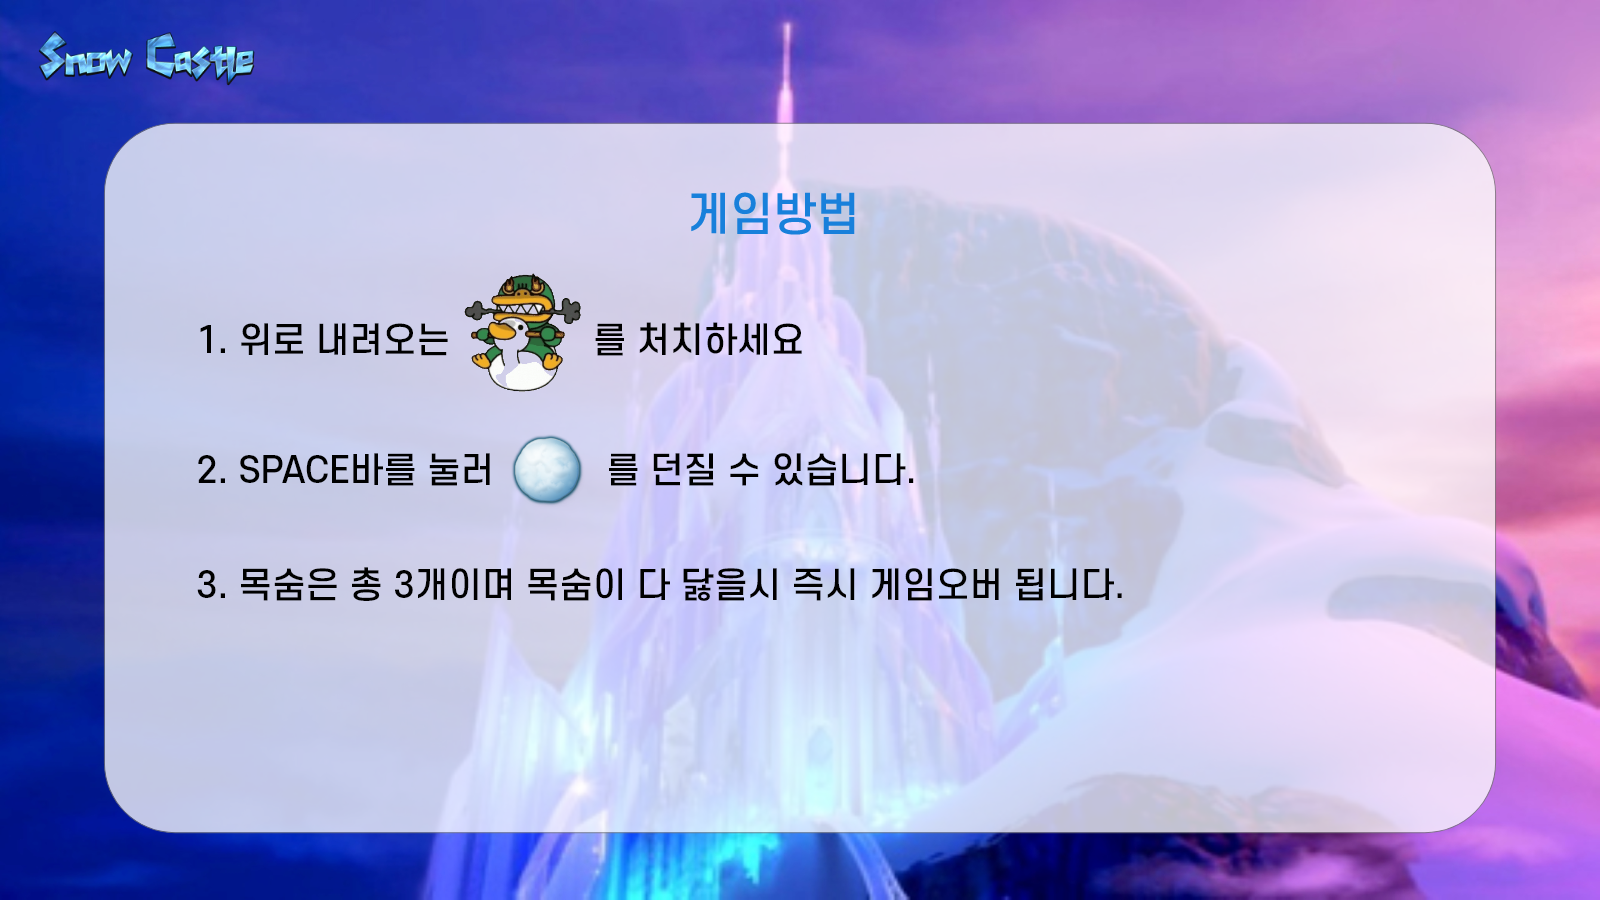 Snow Castle
게임방법
1. 위로 내려오는 를 처치하세요
2. SPACE바를 눌러 를 던질 수 있습니다.
3. 목숨은 총 3개이며 목숨이 다 닳을시 즉시 게임오버 됩니다.